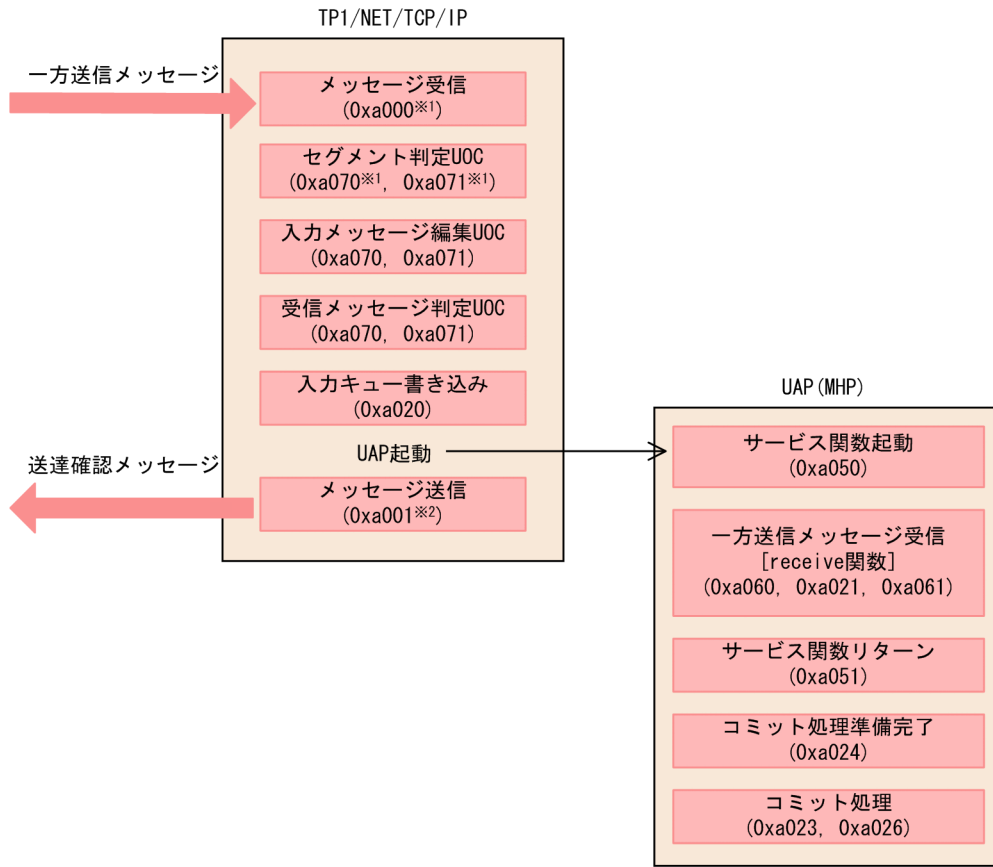 TP1/NET/TCP/IP
一方送信メッセージ
メッセージ受信
(0xa000※1)
セグメント判定UOC
(0xa070※1, 0xa071※1)
入力メッセージ編集UOC
(0xa070, 0xa071)
受信メッセージ判定UOC
(0xa070, 0xa071)
入力キュー書き込み
(0xa020)
UAP起動
送達確認メッセージ
メッセージ送信
(0xa001※2)
UAP(MHP)
サービス関数起動
(0xa050)
一方送信メッセージ受信
[receive関数]
(0xa060, 0xa021, 0xa061)
サービス関数リターン
(0xa051)
コミット処理準備完了
(0xa024)
コミット処理
(0xa023, 0xa026)